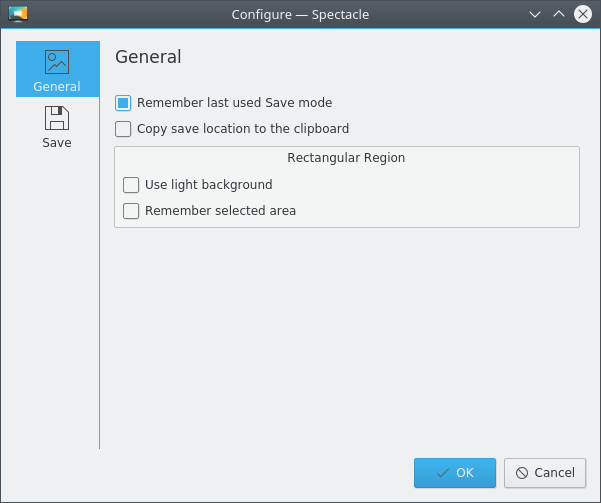 Configure — Spectacle
General
Save
General
Remember last used Save mode
Copy save location to the clipboard
Rectangular Region
Use light background
Remember selected area
OK
Cancel